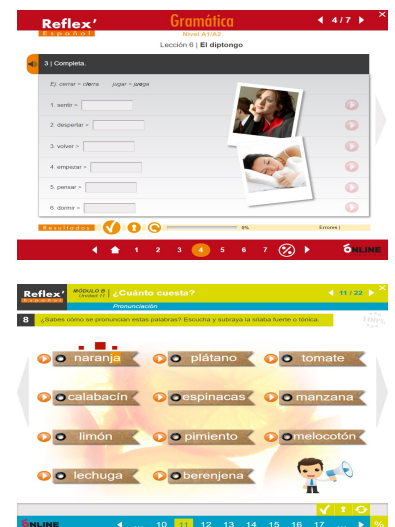 Reflex’ Gramática 4 / 7
Español Nivel A1/A2
Lección 6 | El diptongo
3 | Completa.
Ej. cerrar = cierra jugar = juega
1. sentir =
2. despertar =
3. volver =
4. empezar =
5. pensar =
6. dormir =
Resultados 0% Errores |
1 2 3 4 5 6 7 ONLINE
Reflex’ MÓDULO B ¿Cuánto cuesta? 11 / 22
Español Unidad 11
Pronunciación
8 ¿Sabes cómo se pronuncian estas palabras? Escucha y subraya la sílaba fuerte o tónica. 100%
naranja plátano tomate
calabacín espinacas manzana
limón pimiento melocotón
lechuga berenjena
ONLINE ... 10 11 12 13 14 15 16 17 ... %